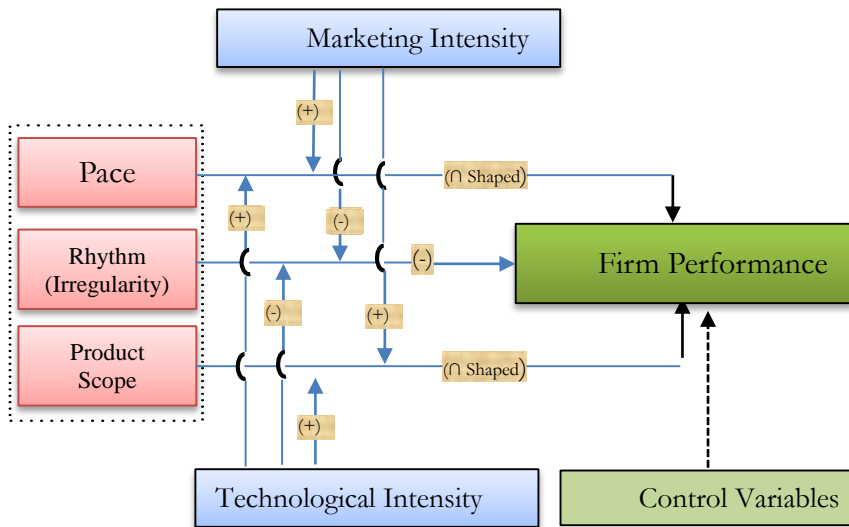 Marketing Intensity
(+)
Pace
(∩ Shaped)
(+)
(-)
Rhythm
(Irregularity)
(-)
Firm Performance
(-)
(+)
Product
Scope
(∩ Shaped)
(+)
Technological Intensity
Control Variables